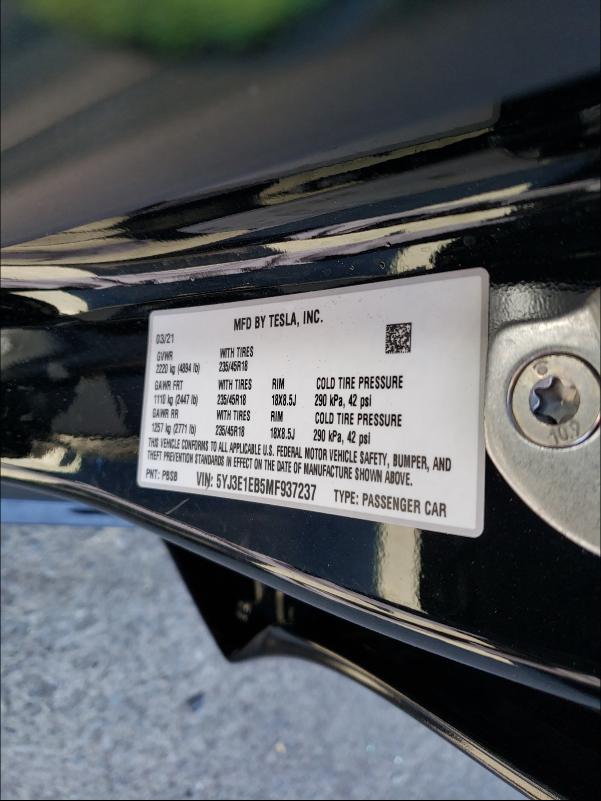 MFD BY TESLA, INC.
03/21
GVWR WITH TIRES
2220 kg (4894 lb) 235/45R18
GAWR FRT WITH TIRES RIM COLD TIRE PRESSURE
1110 kg (2447 lb) 235/45R18 18X8.5J 290 kPa, 42 psi
GAWR RR WITH TIRES RIM COLD TIRE PRESSURE
1257 kg (2771 lb) 235/45R18 18X8.5J 290 kPa, 42 psi
THIS VEHICLE CONFORMS TO ALL APPLICABLE U.S. FEDERAL MOTOR VEHICLE SAFETY, BUMPER, AND
THEFT PREVENTION STANDARDS IN EFFECT ON THE DATE OF MANUFACTURE SHOWN ABOVE.
PNT: PBSB VIN: 5YJ3E1EB5MF937237 TYPE: PASSENGER CAR
10.9